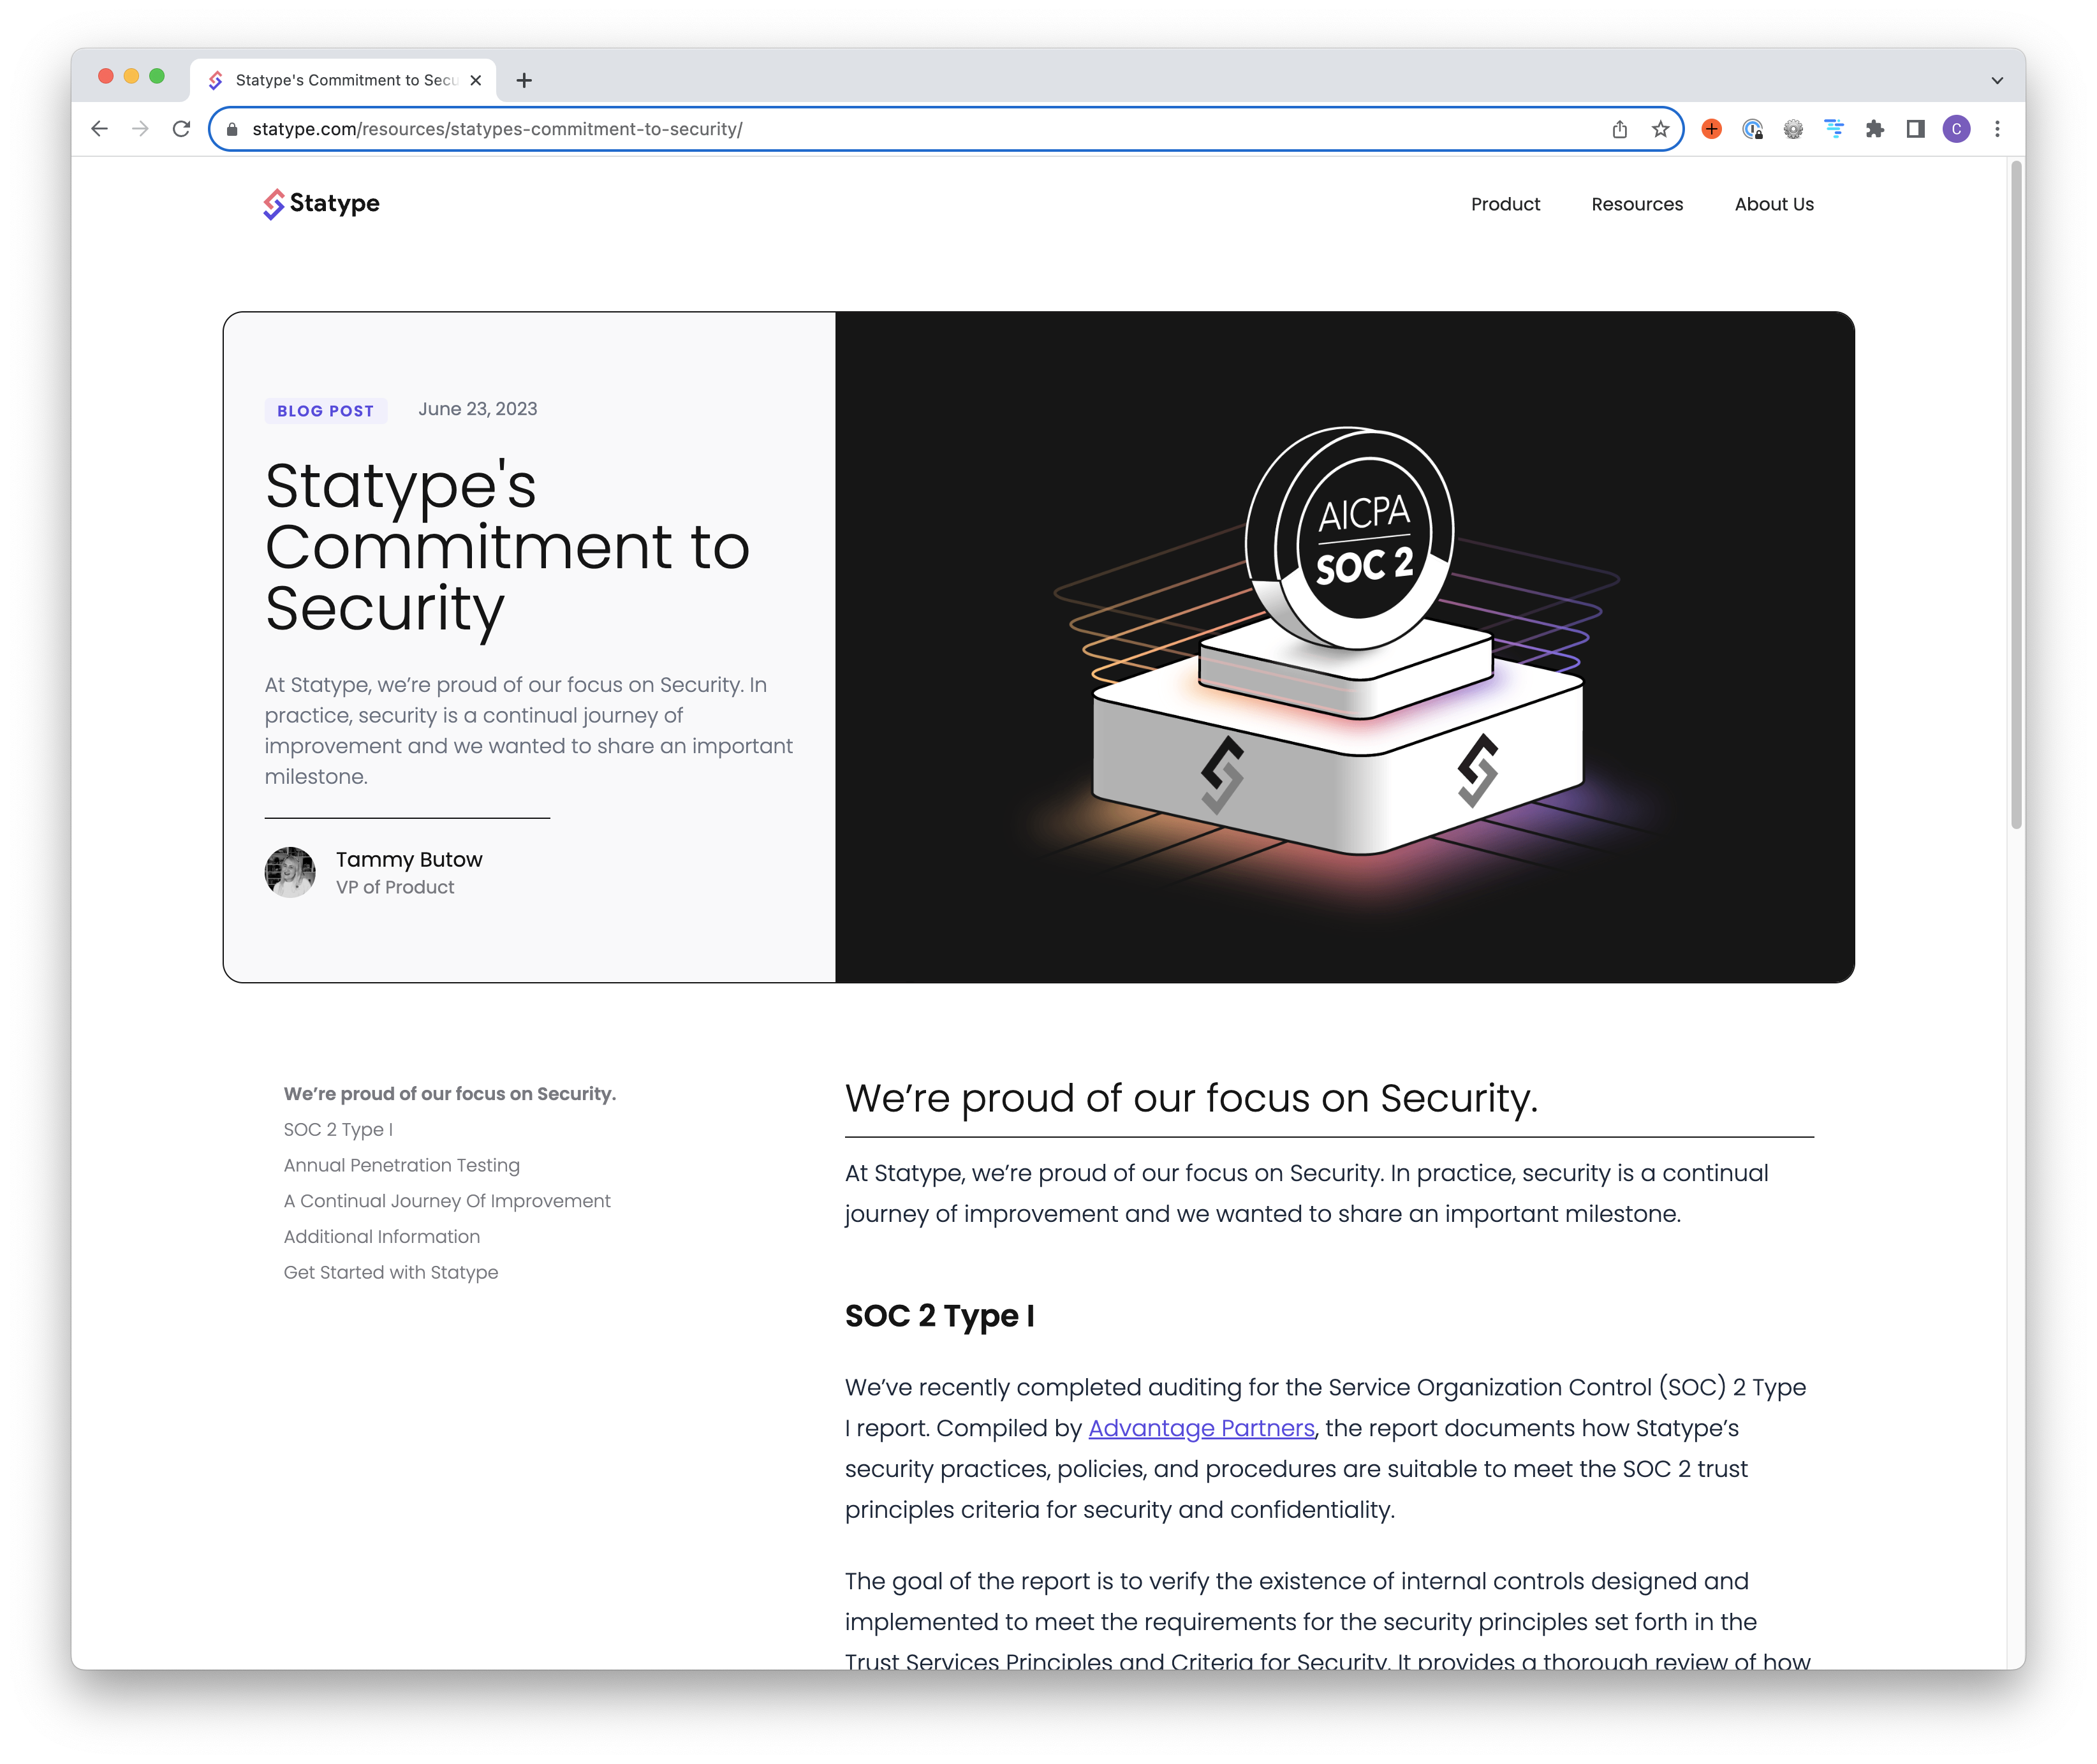 Statype's Commitment to Secu
statype.com/resources/statypes-commitment-to-security/
C
Statype
Product
Resources
About Us
BLOG POST
June 23, 2023
Statype's
Commitment to
Security
At Statype, we’re proud of our focus on Security. In
practice, security is a continual journey of
improvement and we wanted to share an important
milestone.
Tammy Butow
VP of Product
AICPA
SOC 2
We’re proud of our focus on Security.
SOC 2 Type I
Annual Penetration Testing
A Continual Journey Of Improvement
Additional Information
Get Started with Statype
We’re proud of our focus on Security.
At Statype, we’re proud of our focus on Security. In practice, security is a continual
journey of improvement and we wanted to share an important milestone.
SOC 2 Type I
We’ve recently completed auditing for the Service Organization Control (SOC) 2 Type
I report. Compiled by Advantage Partners, the report documents how Statype’s
security practices, policies, and procedures are suitable to meet the SOC 2 trust
principles criteria for security and confidentiality.
The goal of the report is to verify the existence of internal controls designed and
implemented to meet the requirements for the security principles set forth in the
Trust Services Principles and Criteria for Security. It provides a thorough review of how